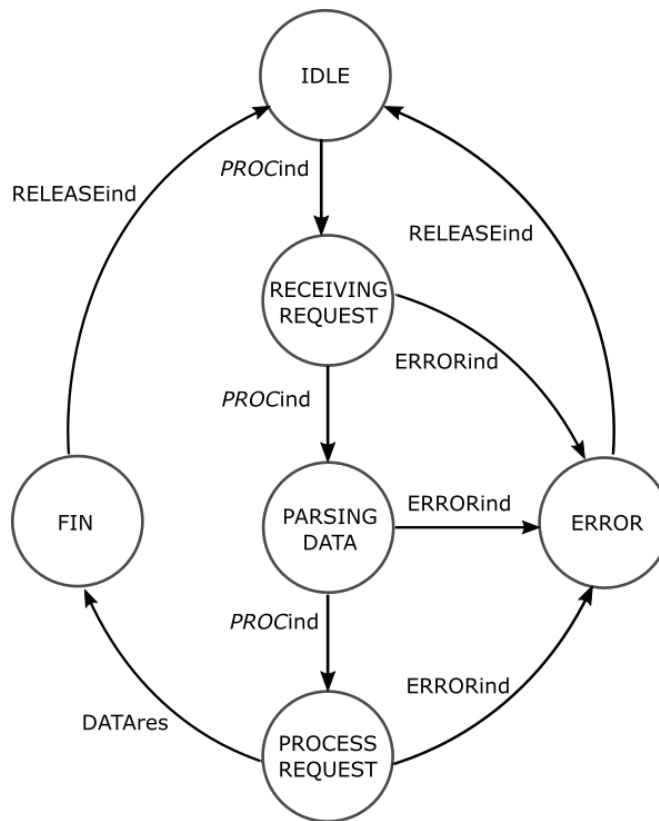 IDLE
PROCind
RELEASEind
RELEASEind
RECEIVING
REQUEST
ERRORind
PROCind
FIN
PARSING
DATA
ERRORind
ERROR
PROCind
ERRORind
DATAres
PROCESS
REQUEST